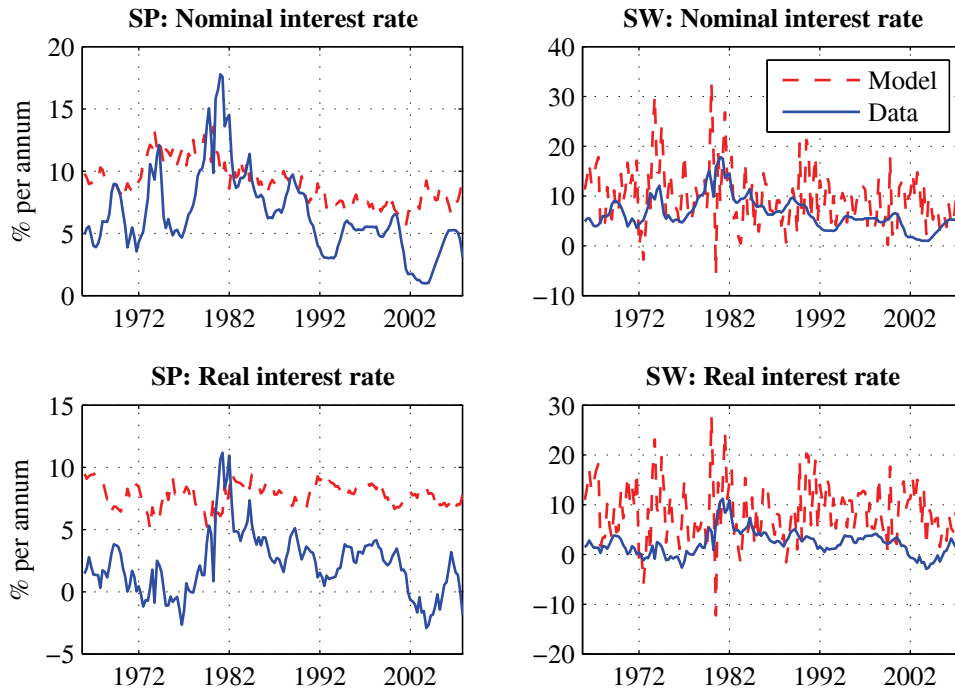 SP: Nominal interest rate
% per annum
20
15
10
5
0
1972 1982 1992 2002
SW: Nominal interest rate
40
30
20
10
0
−10
1972 1982 1992 2002
Model
Data
SP: Real interest rate
% per annum
15
10
5
0
−5
1972 1982 1992 2002
SW: Real interest rate
30
20
10
0
−10
−20
1972 1982 1992 2002